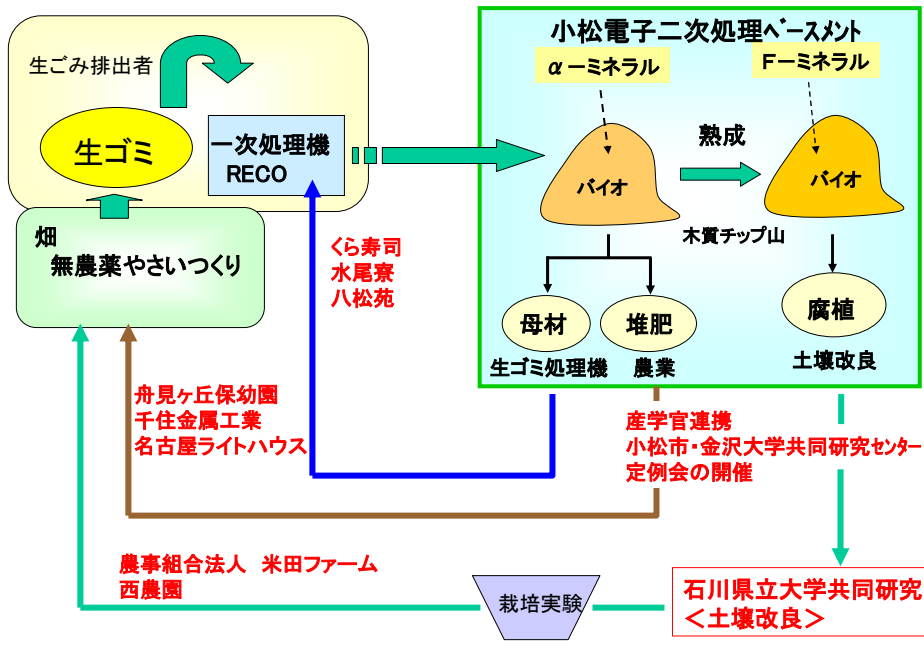 生ごみ排出者
生ゴミ
一次処理機
RECO
畑
無農薬やさいつくり
小松電子二次処理ベースメント
αーミネラル
Fーミネラル
バイオ
熟成
バイオ
木質チップ山
母材
堆肥
腐植
生ゴミ処理機
農業
土壌改良
くら寿司
水尾寮
八松苑
舟見ヶ丘保幼園
千住金属工業
名古屋ライトハウス
産学官連携
小松市・金沢大学共同研究センター
定例会の開催
農事組合法人　米田ファーム
西農園
栽培実験
石川県立大学共同研究
＜土壌改良＞